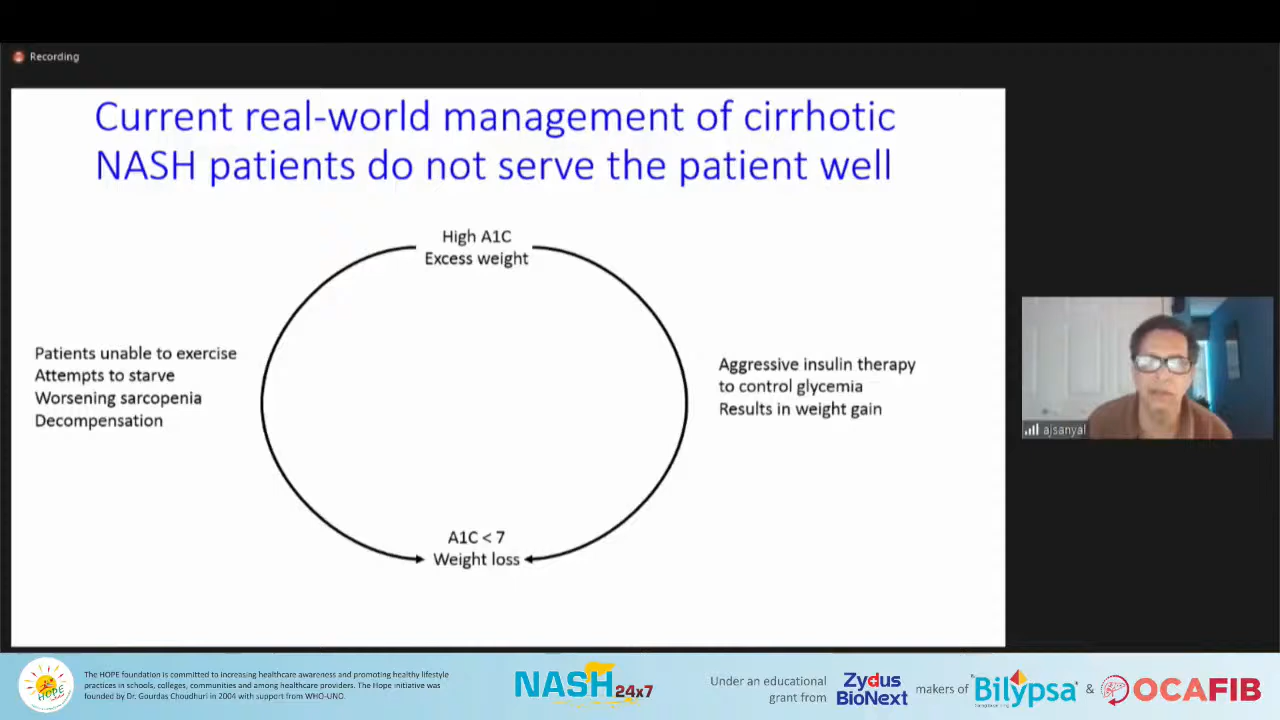 Recording
Current real-world management of cirrhotic
NASH patients do not serve the patient well
High A1C
Excess weight
Patients unable to exercise
Attempts to starve
Worsening sarcopenia
Decompensation
Aggressive insulin therapy
to control glycemia
Results in weight gain
A1C < 7
Weight loss
ajsanyal
HOPE
The HOPE foundation is committed to increasing healthcare awareness and promoting healthy lifestyle
practices in schools, colleges, communities and among healthcare providers. The Hope initiative was
founded by Dr. Gourdas Choudhuri in 2004 with support from WHO-UNO.
NASH 24x7
Under an educational
grant from
Zydus
BioNext
makers of
Bilypsa
&
OCAFIB